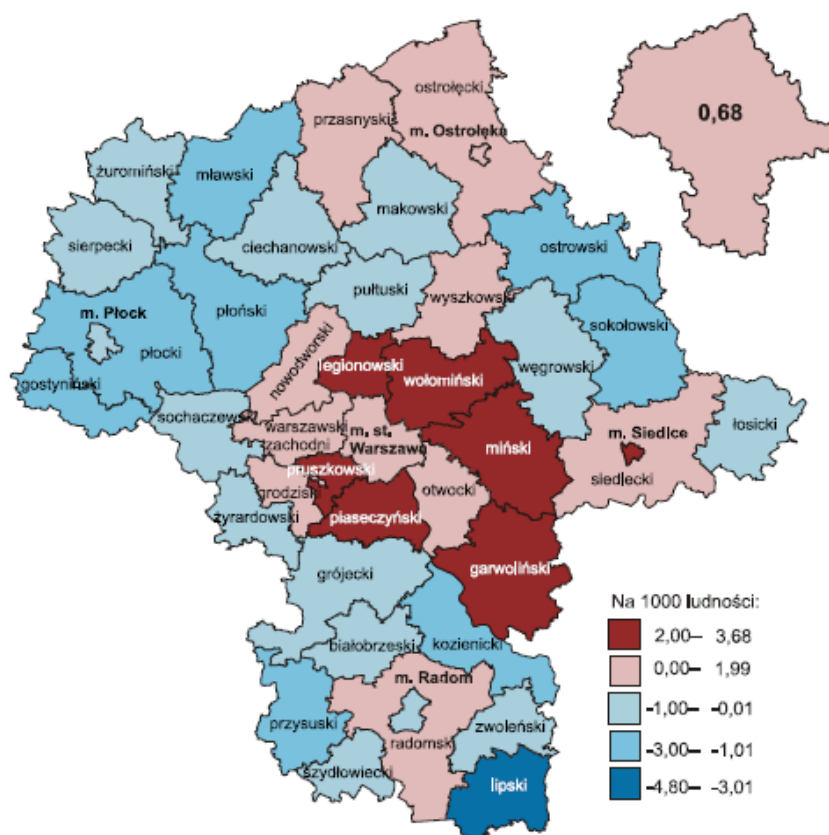 ostrołęcki
przasnyski
m. Ostrołęka
0,68
żuromiński
mławski
makowski
sierpecki
ciechanowski
ostrowski
pułtuski
wyszkowski
m. Płock
płoński
sokołowski
płocki
nowodworski
legionowski
wołomiński
węgrowski
gostyniński
sochaczewski
warszawski
zachodni
m. st.
Warszawa
miński
m. Siedlce
łosicki
pruszkowski
siedlecki
grodziski
otwocki
żyrardowski
piaseczyński
garwoliński
grójecki
białobrzeski
kozienicki
m. Radom
przysuski
zwoleński
radomski
szydłowiecki
lipski
Na 1000 ludności:
2,00– 3,68
0,00– 1,99
-1,00– -0,01
-3,00– -1,01
-4,80– -3,01